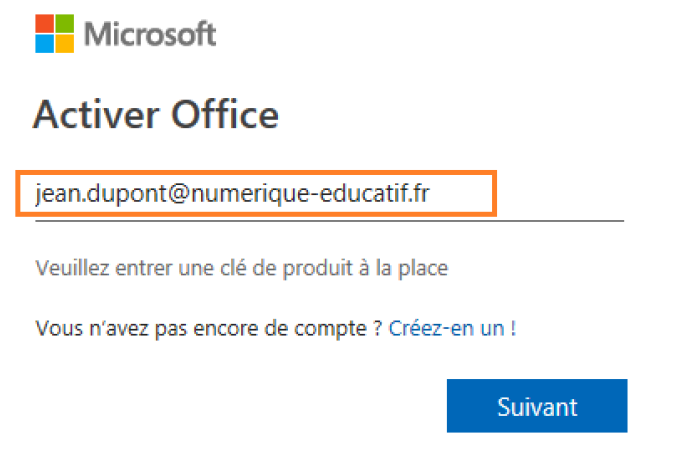 Microsoft
Activer Office
jean.dupont@numerique-educatif.fr
Veuillez entrer une clé de produit à la place
Vous n'avez pas encore de compte ? Créez-en un !
Suivant